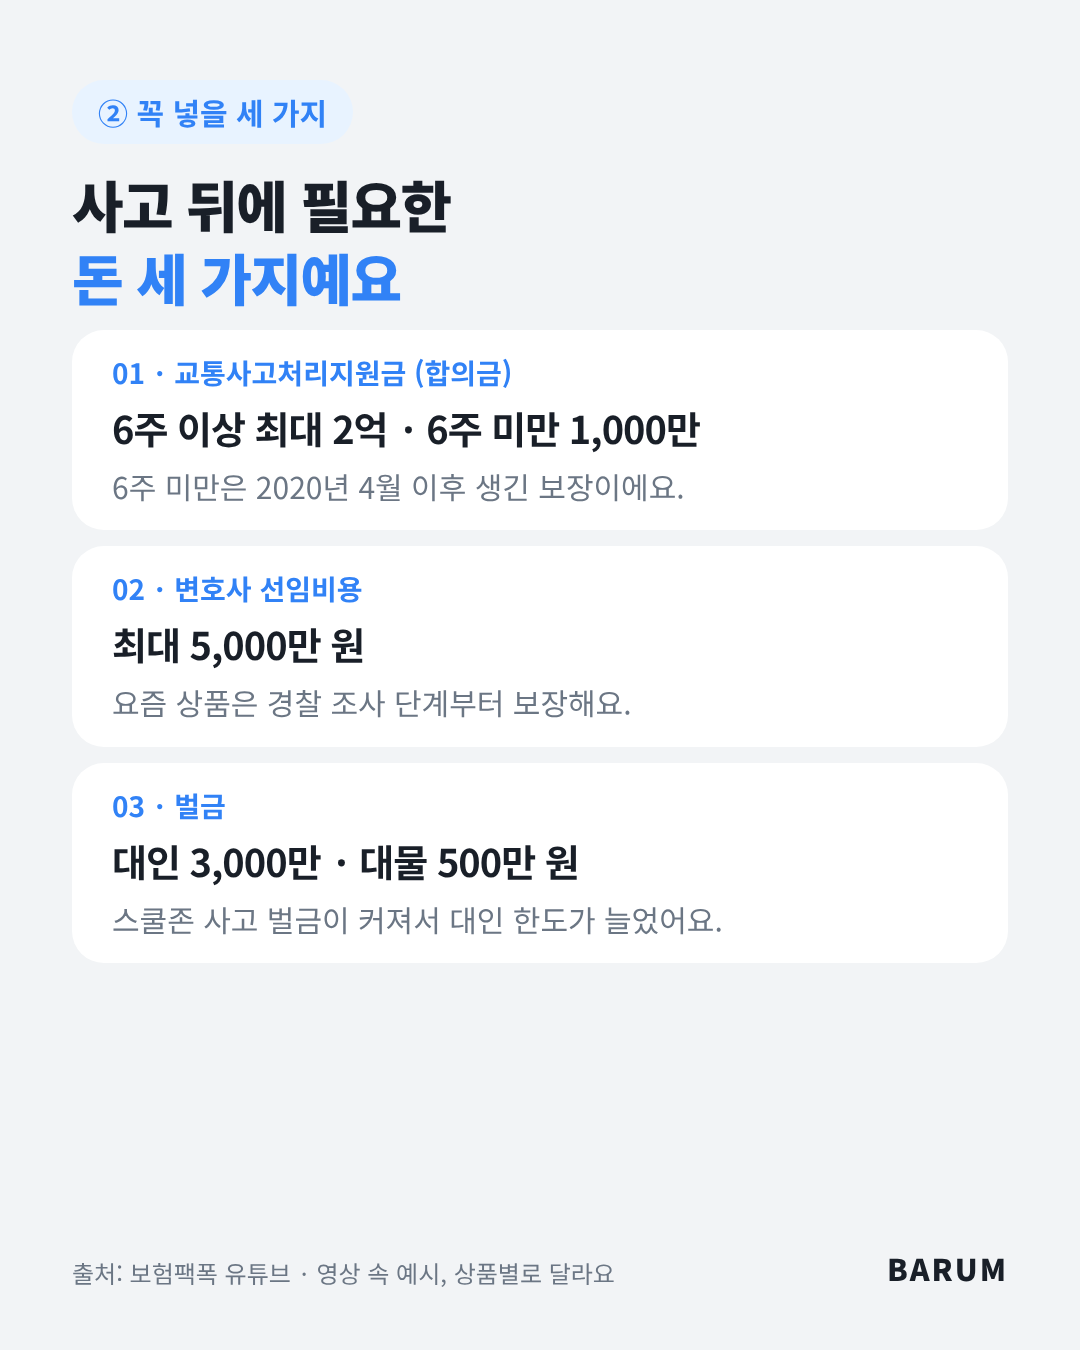 ② 꼭 넣을 세 가지
사고 뒤에 필요한
돈 세 가지예요
01 · 교통사고처리지원금 (합의금)
6주 이상 최대 2억 · 6주 미만 1,000만
6주 미만은 2020년 4월 이후 생긴 보장이에요.
02 · 변호사 선임비용
최대 5,000만 원
요즘 상품은 경찰 조사 단계부터 보장해요.
03 · 벌금
대인 3,000만 · 대물 500만 원
스쿨존 사고 벌금이 커져서 대인 한도가 늘었어요.
출처: 보험팩폭 유튜브 · 영상 속 예시, 상품별로 달라요
BARUM